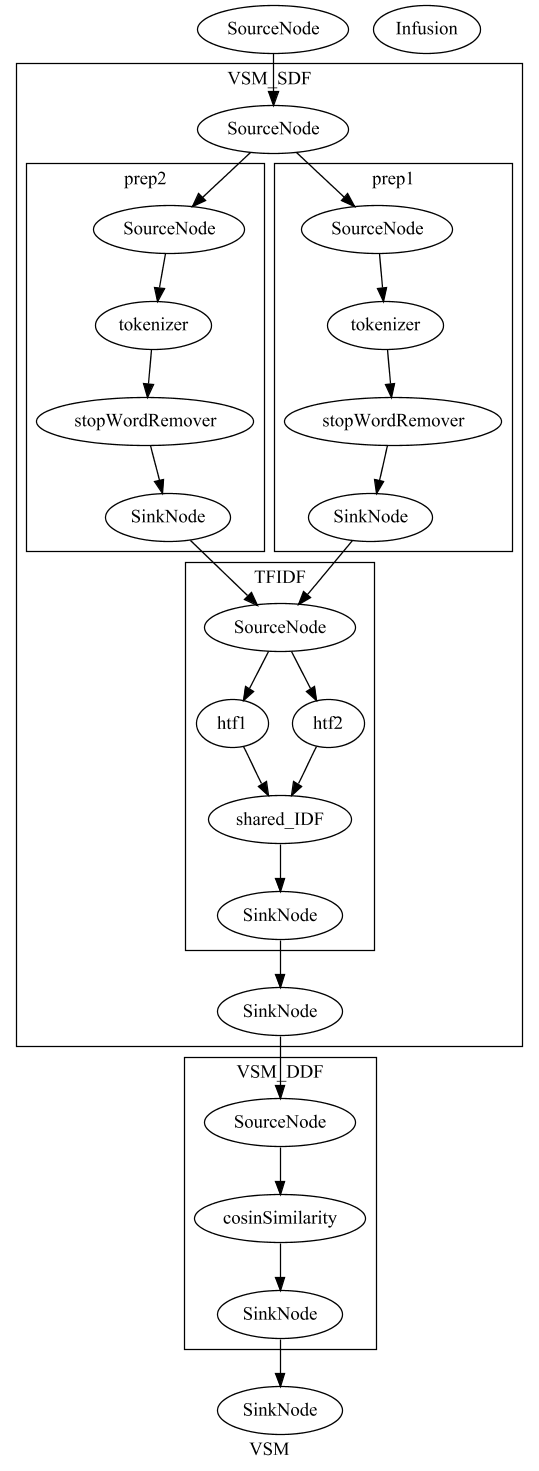 SourceNode
Infusion
VSM_SDF
SourceNode
prep2
prep1
SourceNode
SourceNode
tokenizer
tokenizer
stopWordRemover
stopWordRemover
SinkNode
SinkNode
TFIDF
SourceNode
htf1
htf2
shared_IDF
SinkNode
SinkNode
VSM_DDF
SourceNode
cosinSimilarity
SinkNode
SinkNode
VSM